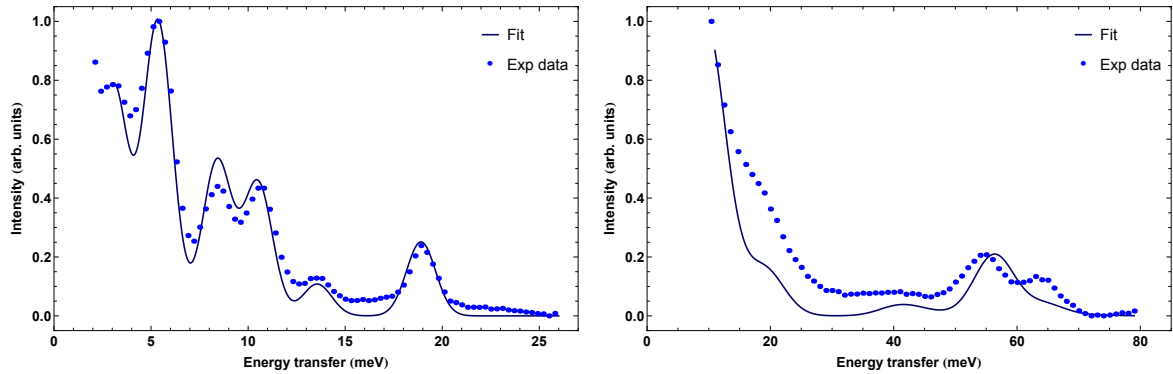 1.0
0.8
0.6
0.4
0.2
0.0
0 5 10 15 20 25
Intensity (arb. units)
Energy transfer (meV)
Fit
Exp data
1.0
0.8
0.6
0.4
0.2
0.0
0 20 40 60 80
Intensity (arb. units)
Energy transfer (meV)
Fit
Exp data